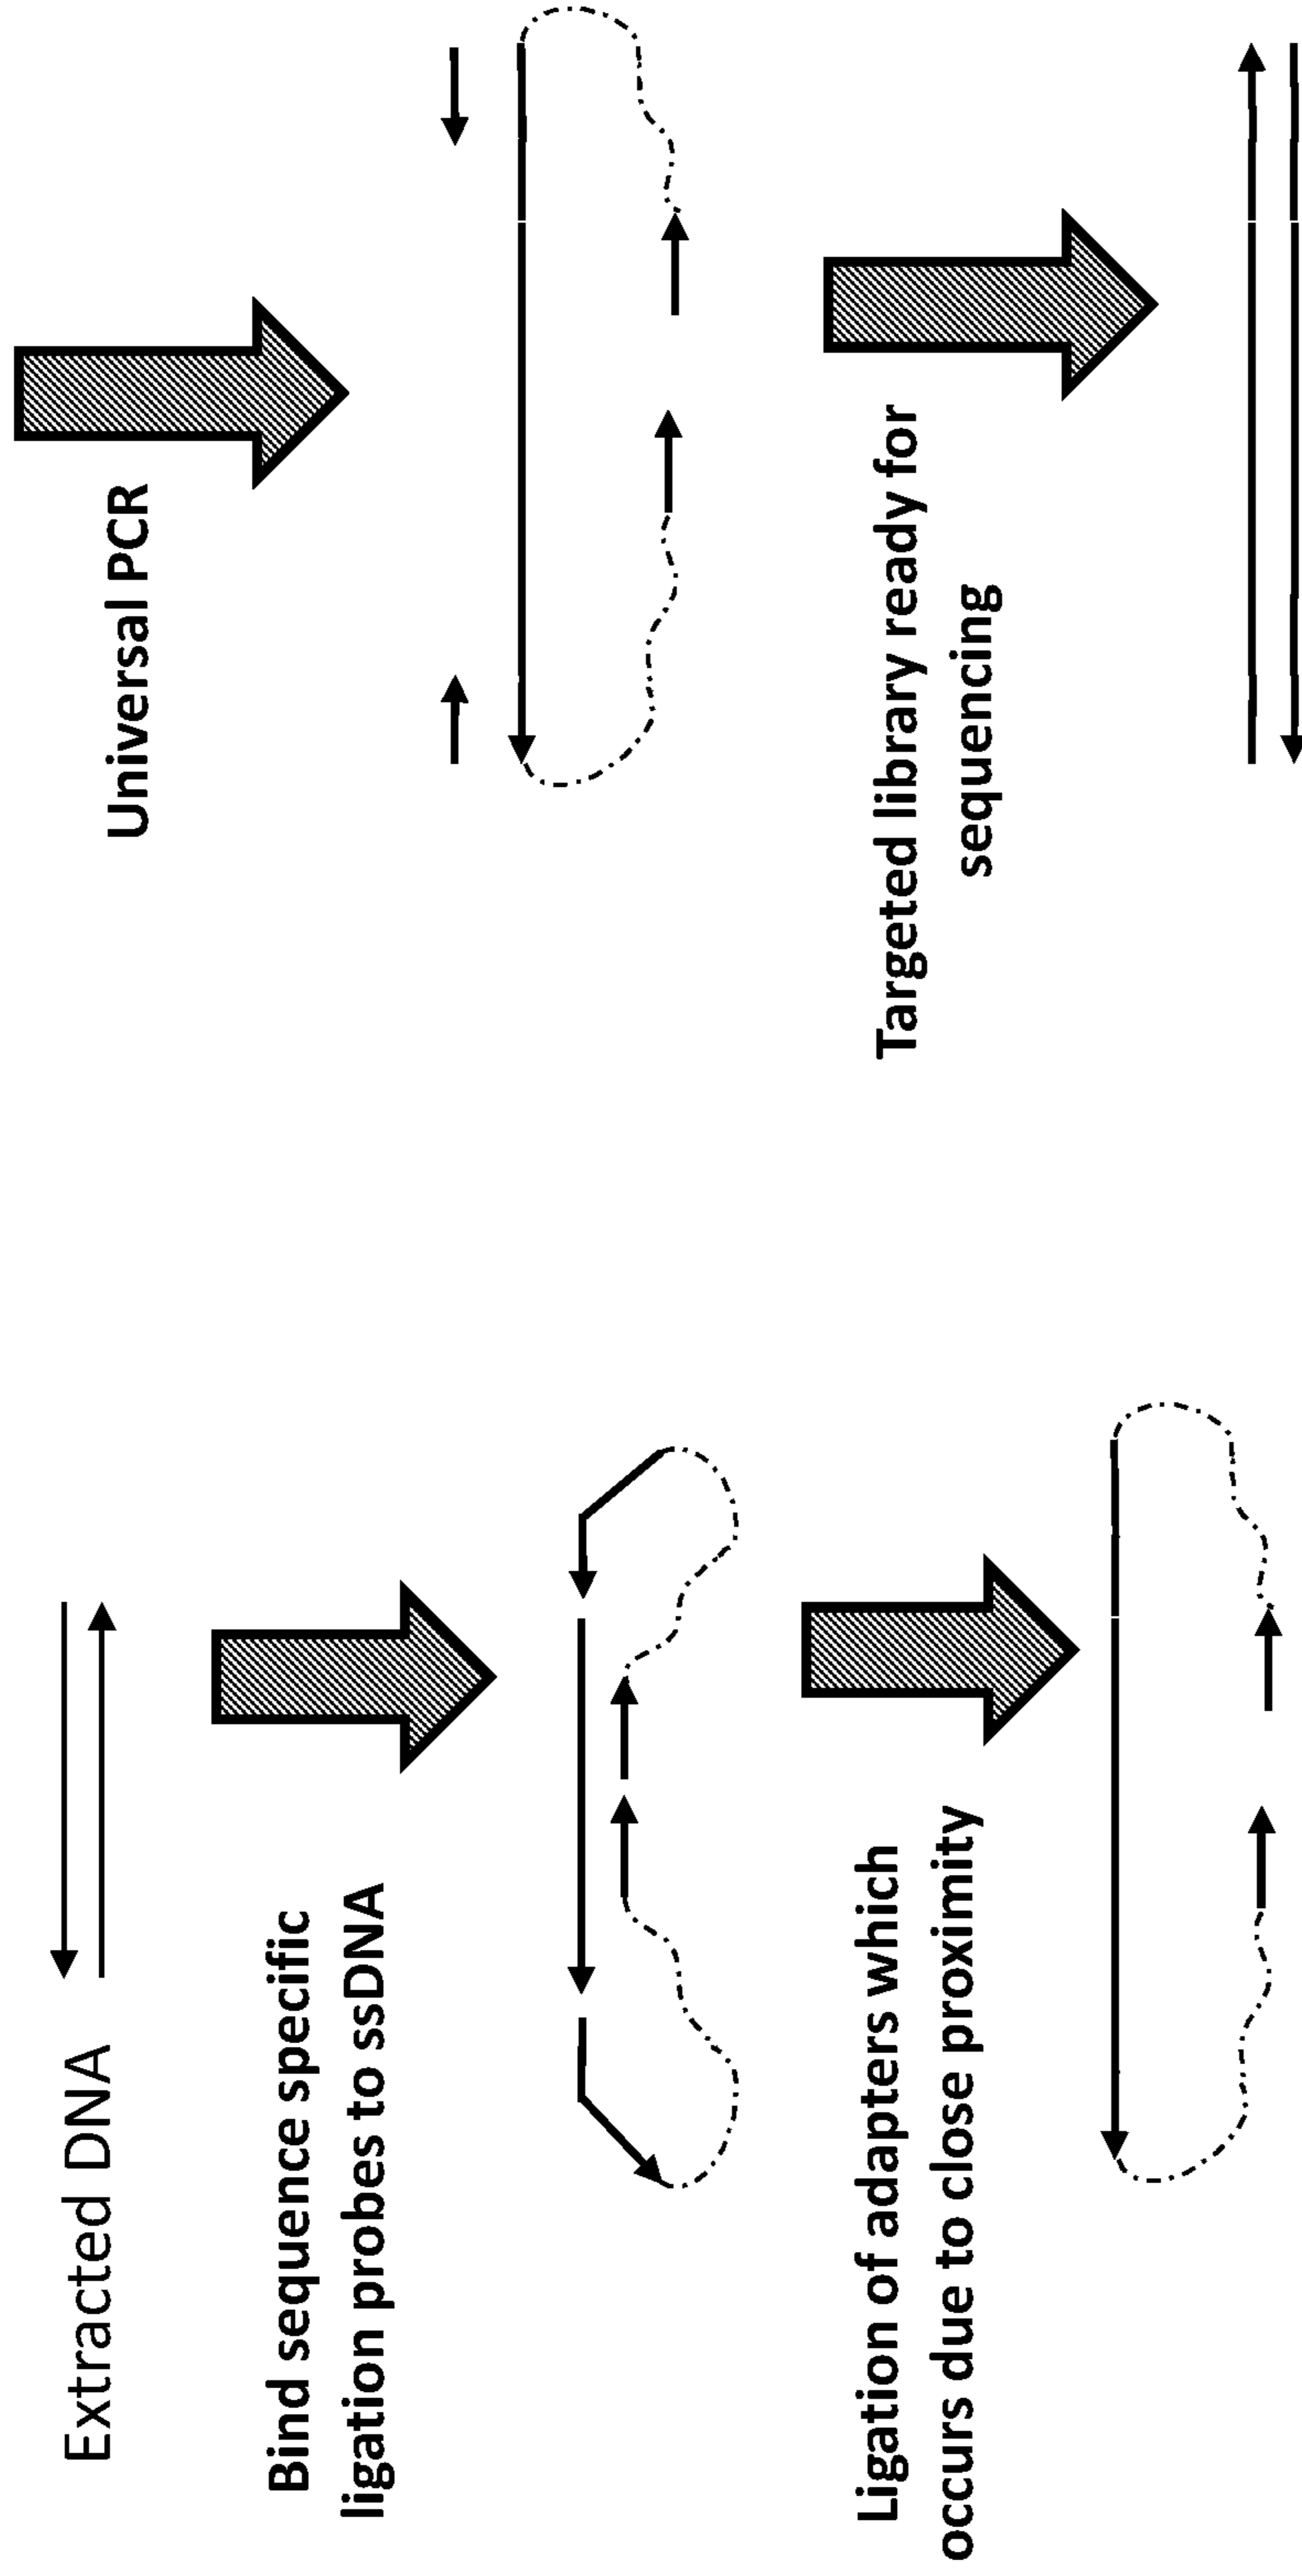 Extracted DNA
Bind sequence specific
ligation probes to ssDNA
Ligation of adapters which
occurs due to close proximity
Universal PCR
Targeted library ready for
sequencing